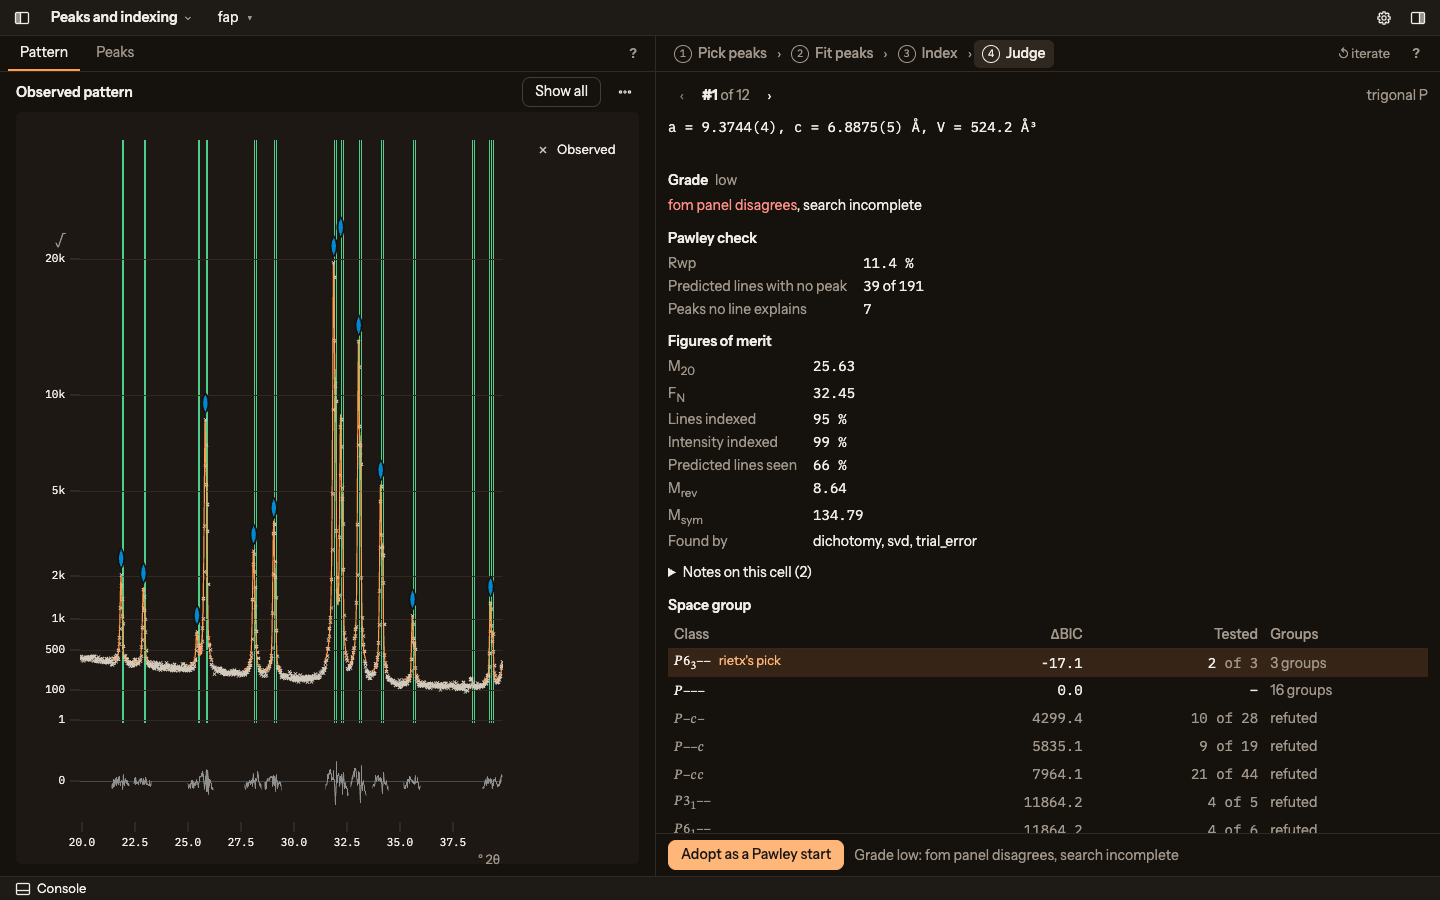 Peaks and indexing fap
Pattern Peaks ?
Observed pattern Show all
× Observed
√
20k
10k
5k
2k
1k
500
100
1
0
20.0 22.5 25.0 27.5 30.0 32.5 35.0 37.5
°2θ
1 Pick peaks › 2 Fit peaks › 3 Index › 4 Judge iterate ?
‹ #1 of 12 › trigonal P
a = 9.3744(4), c = 6.8875(5) Å, V = 524.2 Å³
Grade low
fom panel disagrees, search incomplete
Pawley check
Rwp 11.4 %
Predicted lines with no peak 39 of 191
Peaks no line explains 7
Figures of merit
M20 25.63
FN 32.45
Lines indexed 95 %
Intensity indexed 99 %
Predicted lines seen 66 %
Mrev 8.64
Msym 134.79
Found by dichotomy, svd, trial_error
▶ Notes on this cell (2)
Space group
Class ΔBIC Tested Groups
P63–– rietx's pick -17.1 2 of 3 3 groups
P––– 0.0 – 16 groups
P–c– 4299.4 10 of 28 refuted
P––c 5835.1 9 of 19 refuted
P–cc 7964.1 21 of 44 refuted
P31–– 11864.2 4 of 5 refuted
P61–– 11864.2 4 of 6 refuted
Adopt as a Pawley start Grade low: fom panel disagrees, search incomplete
Console